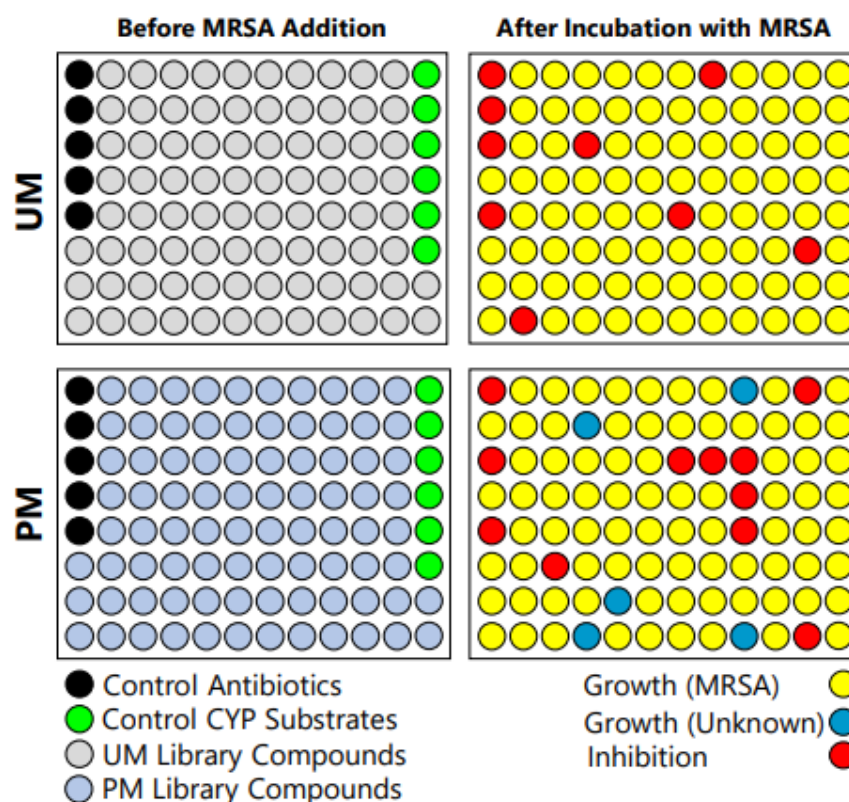 Before MRSA Addition
After Incubation with MRSA
UM
PM
Control Antibiotics
Control CYP Substrates
UM Library Compounds
PM Library Compounds
Growth (MRSA)
Growth (Unknown)
Inhibition